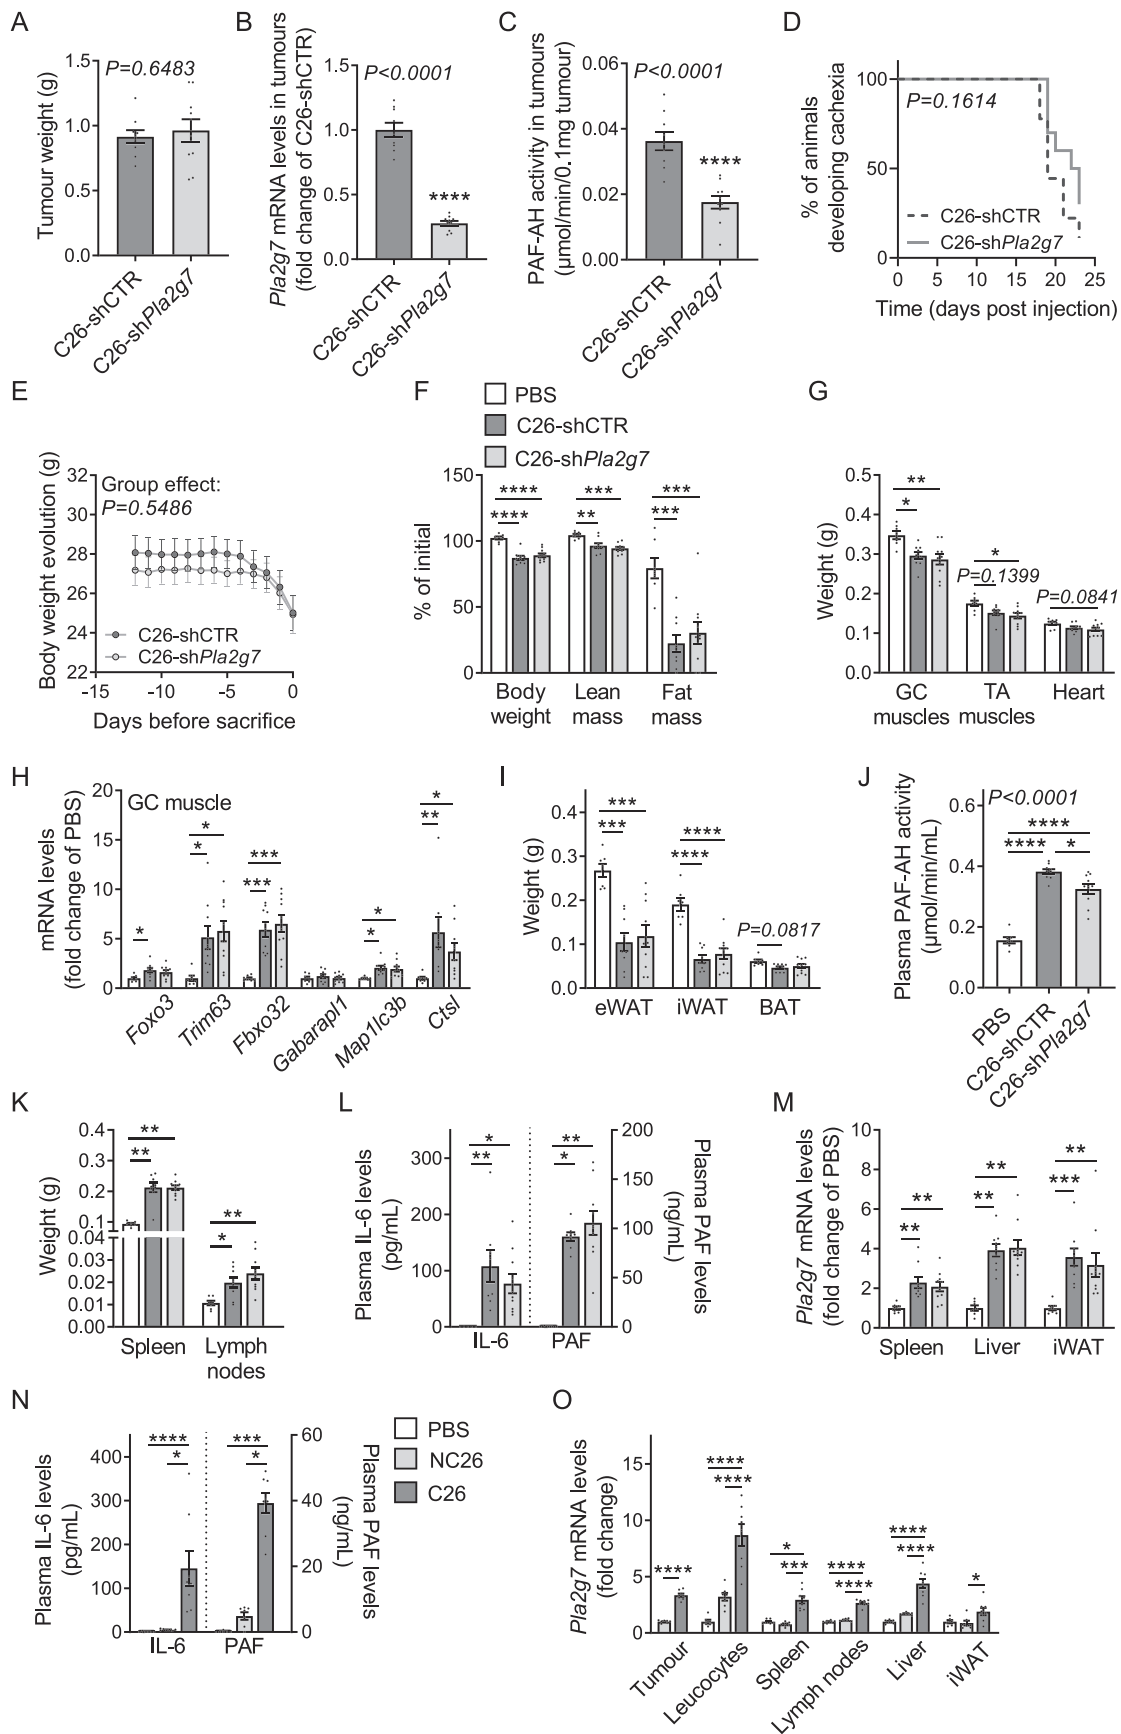 A
Tumour weight (g)
P=0.6483
1.5
1.0
0.5
0.0
C26-shCTR
C26-shPla2g7
B
Pla2g7 mRNA levels in tumours
(fold change of C26-shCTR)
P<0.0001
1.5
1.0
0.5
0.0
****
C26-shCTR
C26-shPla2g7
C
PAF-AH activity in tumours
(µmol/min/0.1mg tumour)
P<0.0001
0.06
0.04
0.02
0.00
****
C26-shCTR
C26-shPla2g7
D
% of animals
developing cachexia
P=0.1614
100
50
0
C26-shCTR
C26-shPla2g7
0 5 10 15 20 25
Time (days post injection)
E
Body weight evolution (g)
Group effect:
P=0.5486
32
30
28
26
24
22
C26-shCTR
C26-shPla2g7
-15 -10 -5 0
Days before sacrifice
F
PBS
C26-shCTR
C26-shPla2g7
% of initial
150
100
50
0
**** *** ***
**** ** ***
Body weight
Lean mass
Fat mass
G
Weight (g)
0.5
0.4
0.3
0.2
0.1
0.0
**
*
*
P=0.1399
P=0.0841
GC muscles
TA muscles
Heart
H
mRNA levels
(fold change of PBS)
GC muscle
20
15
10
5
0
* * * *** *** * * * **
Foxo3
Trim63
Fbxo32
Gabarapl1
Map1lc3b
Ctsl
I
Weight (g)
0.4
0.3
0.2
0.1
0.0
*** ****
*** ****
P=0.0817
eWAT iWAT BAT
J
Plasma PAF-AH activity
(µmol/min/mL)
P<0.0001
0.6
0.4
0.2
0.0
****
**** *
PBS
C26-shCTR
C26-shPla2g7
K
Weight (g)
0.4
0.3
0.2
0.1
0.04
0.03
0.02
0.01
0.00
** **
** *
Spleen
Lymph nodes
L
Plasma IL-6 levels
(pg/mL)
300
200
100
0
* **
** *
200
150
100
50
0
Plasma PAF levels
(ng/mL)
IL-6 PAF
M
Pla2g7 mRNA levels
(fold change of PBS)
10
8
6
4
2
0
** ** **
** ** ***
Spleen Liver iWAT
N
Plasma IL-6 levels
(pg/mL)
400
300
200
100
0
**** ***
* *
60
40
20
0
Plasma PAF levels
(ng/mL)
IL-6 PAF
PBS
NC26
C26
O
Pla2g7 mRNA levels
(fold change)
15
10
5
0
**** **** **** * *** **** **** **** **** *
Tumour
Leucocytes
Spleen
Lymph nodes
Liver
iWAT